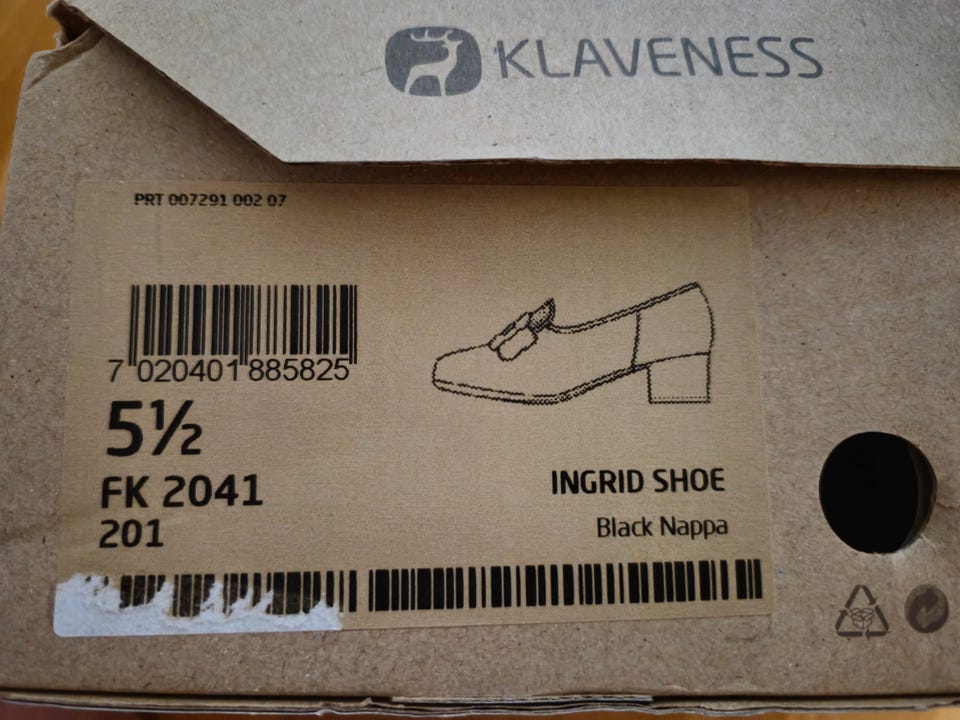 KLAVENESS
PRT 007291 002 07
7 020401 885825
5½
FK 2041
201
INGRID SHOE
Black Nappa